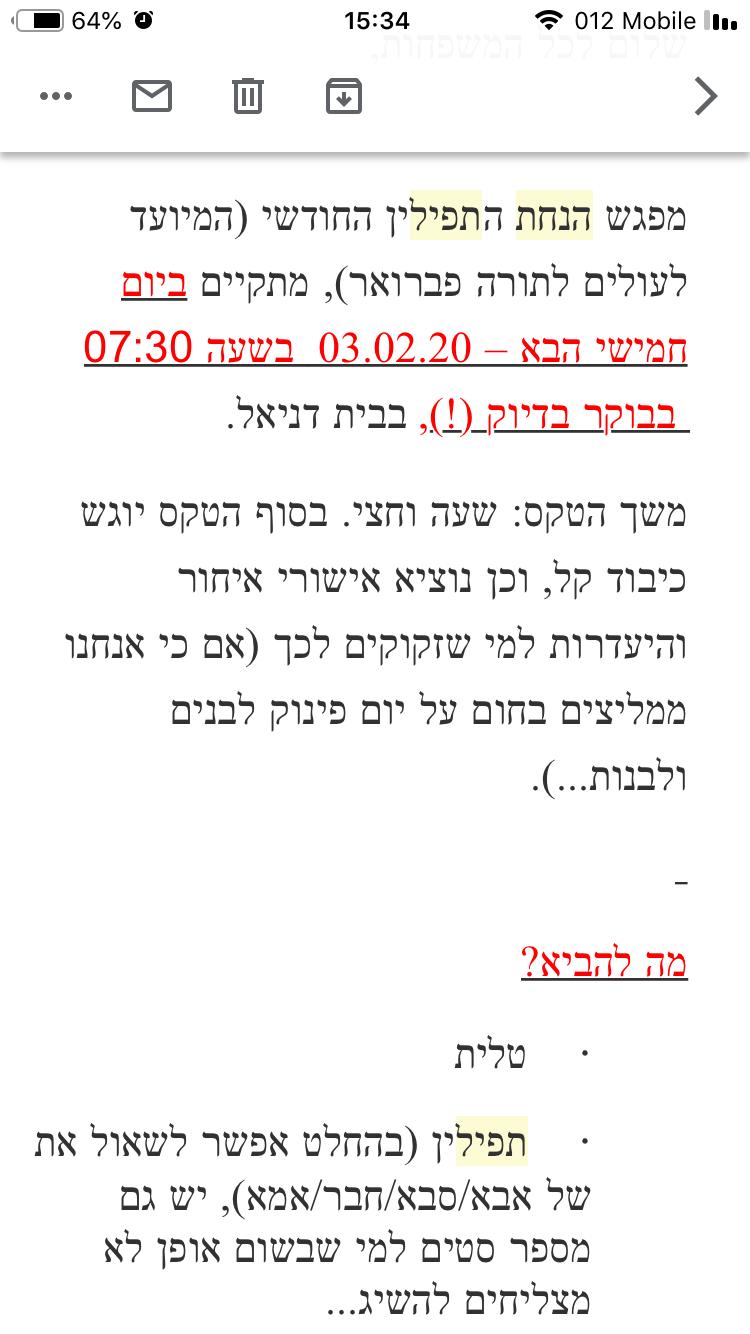 64% 15:34 012 Mobile
שלום לכל המשפחות,
מפגש הנחת התפילין החודשי (המיועד
לעולים לתורה פברואר), מתקיים ביום
חמישי הבא – 03.02.20 בשעה 07:30
בבוקר בדיוק (!), בבית דניאל.
משך הטקס: שעה וחצי. בסוף הטקס יוגש
כיבוד קל, וכן נוציא אישורי איחור
והיעדרות למי שזקוקים לכך (אם כי אנחנו
ממליצים בחום על יום פינוק לבנים
ולבנות...).
מה להביא?
· טלית
· תפילין (בהחלט אפשר לשאול את
של אבא/סבא/חבר/אמא), יש גם
מספר סטים למי שבשום אופן לא
מצליחים להשיג...